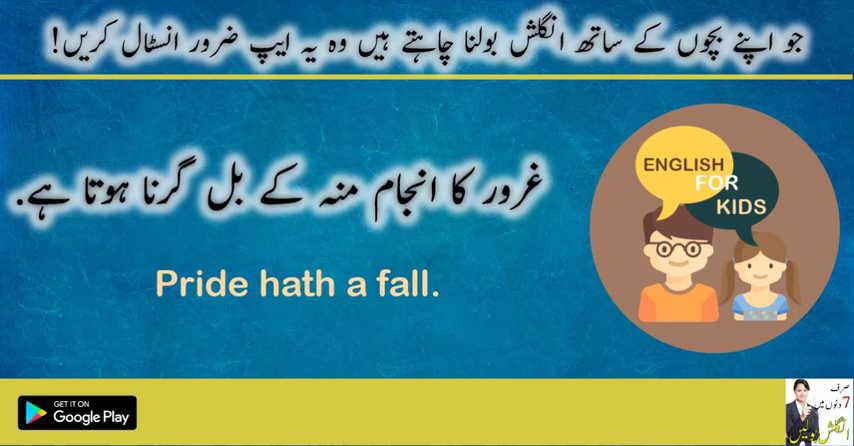 جو اپنے بچوں کے ساتھ انگلش بولنا چاہتے ہیں وہ یہ ایپ ضرور انسٹال کریں!
ENGLISH
FOR
KIDS
غرور کا انجام منہ کے بل گرنا ہوتا ہے.
Pride hath a fall.
GET IT ON
Google Play
صرف
7 دنوں میں
انگلش بولیں